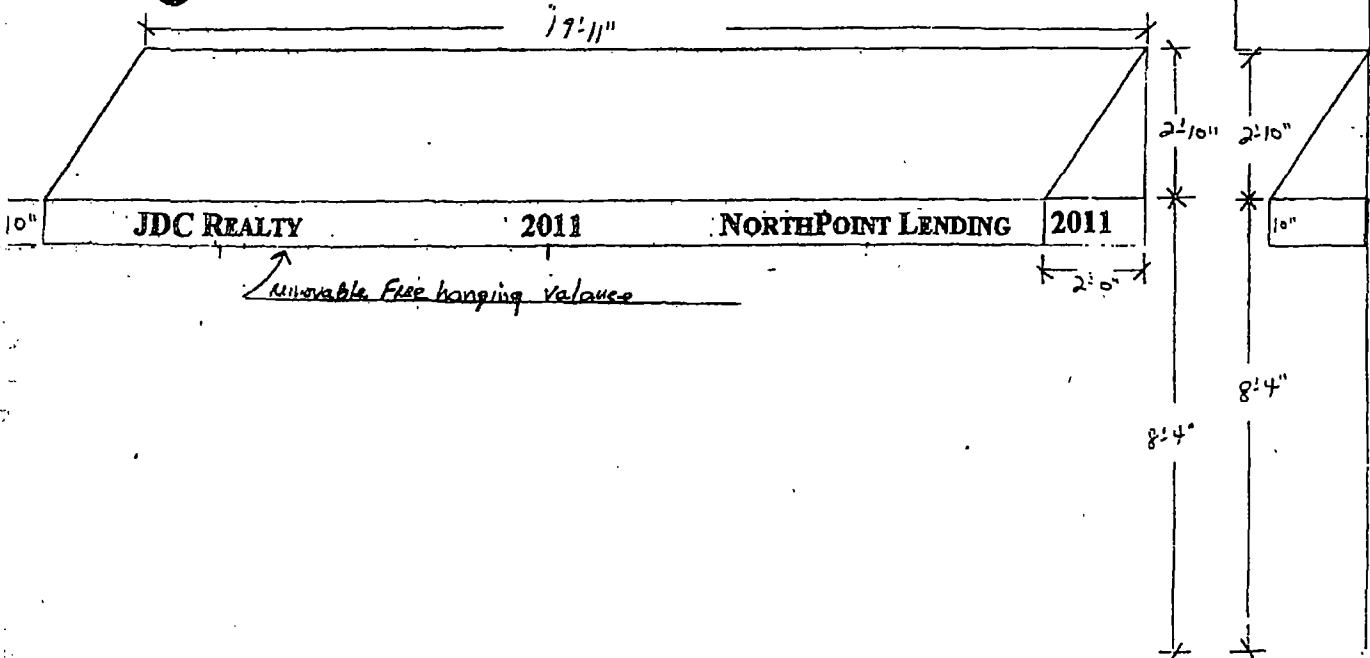 19'-11"
2'-10" 2'-10"
10" JDC REALTY 2011 NORTHPOINT LENDING 2011 10"
2'-0"
Removable Free hanging valance
8'-4"
8'-4"